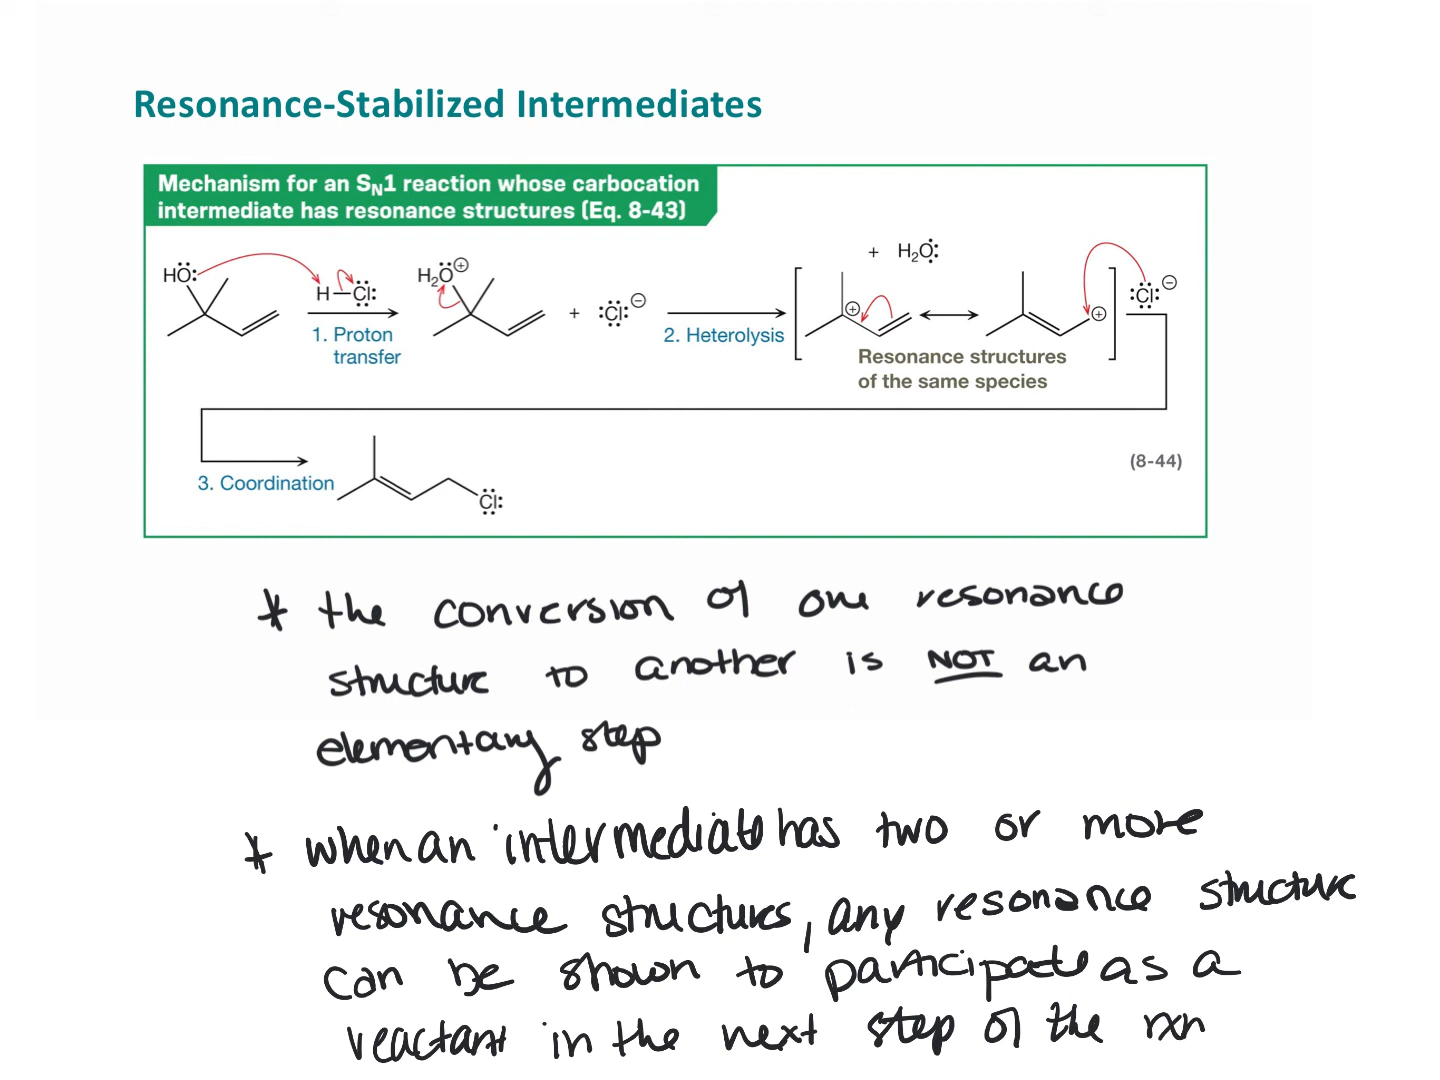 Resonance-Stabilized Intermediates
Mechanism for an SN1 reaction whose carbocation
intermediate has resonance structures (Eq. 8-43)
+ H2O:
HÖ: H2Ö⊕ :Cl:⊖
H—Cl: + :Cl:⊖ ⊕ ⊕
1. Proton transfer
2. Heterolysis
Resonance structures
of the same species
3. Coordination
(8-44)
Cl:
* the conversion of one resonance
structure to another is NOT an
elementary step
* when an intermediate has two or more
resonance structures, any resonance structure
can be shown to participate as a
reactant in the next step of the rxn